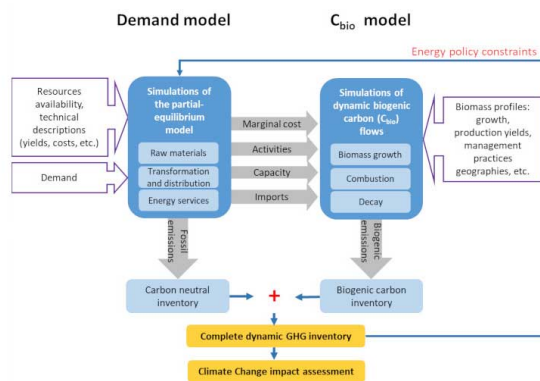 Demand model
C_bio model
Energy policy constraints
Resources
availability,
technical
descriptions
(yields, costs, etc.)
Demand
Simulations of
the partial-
equilibrium
model
Raw materials
Transformation
and distribution
Energy services
Marginal cost
Activities
Capacity
Imports
Simulations of
dynamic biogenic
carbon (C_bio)
flows
Biomass growth
Combustion
Decay
Biomass profiles:
growth,
production yields,
management
practices
geographies, etc.
Fossil
emissions
Biogenic
emissions
Carbon neutral
inventory
+
Biogenic carbon
inventory
Complete dynamic GHG inventory
Climate Change impact assessment